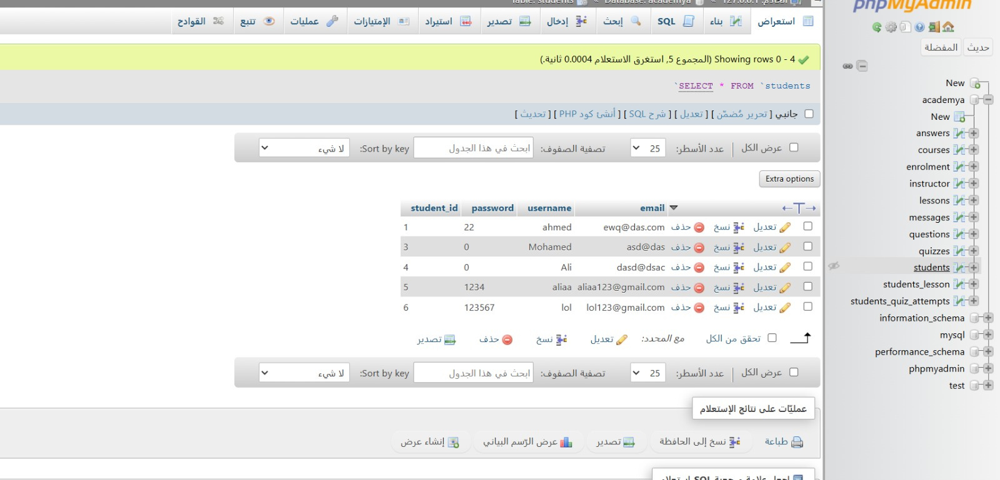 Table: students « Database: academya « الخادم: 127.0.0.1
استعراض بناء SQL إبحث إدخال تصدير استيراد الإمتيازات عمليات تتبع القوادح
Showing rows 0 - 4 (المجموع 5, استغرق الاستعلام 0.0004 ثانية.)
`SELECT * FROM `students
جانبي [ تحرير مُضمّن ] [ تعديل ] [ شرح SQL ] [ أنشئ كود PHP ] [ تحديث ]
عرض الكل | عدد الأسطر: 25 تصفية الصفوف: ابحث في هذا الجدول Sort by key: لا شيء
Extra options
student_id password username email
1 22 ahmed ewq@das.com حذف نسخ تعديل
3 0 Mohamed asd@das حذف نسخ تعديل
4 0 Ali dasd@dsac حذف نسخ تعديل
5 1234 aliaa aliaa123@gmail.com حذف نسخ تعديل
6 123567 lol lol123@gmail.com حذف نسخ تعديل
تحقق من الكل مع المحدد: تعديل نسخ حذف تصدير
عرض الكل | عدد الأسطر: 25 تصفية الصفوف: ابحث في هذا الجدول Sort by key: لا شيء
عمليّات على نتائج الإستعلام
طباعة نسخ إلى الحافظة تصدير عرض الرّسم البياني إنشاء عرض
phpMyAdmin
حديث المفضلة
New
academya
New
answers
courses
enrolment
instructor
lessons
messages
questions
quizzes
students
students_lesson
students_quiz_attempts
information_schema
mysql
performance_schema
phpmyadmin
test